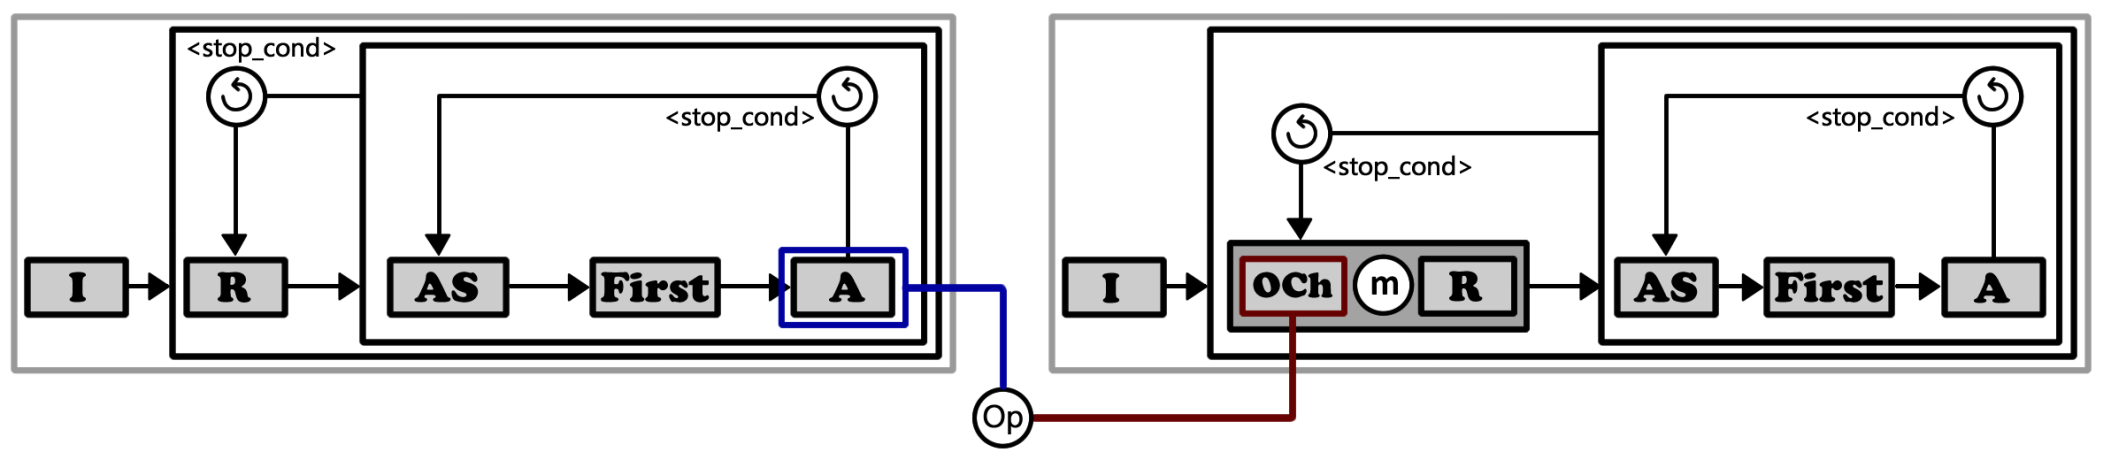 <stop_cond>
<stop_cond>
I
R
AS
First
A
<stop_cond>
<stop_cond>
I
OCh
m
R
AS
First
A
Op